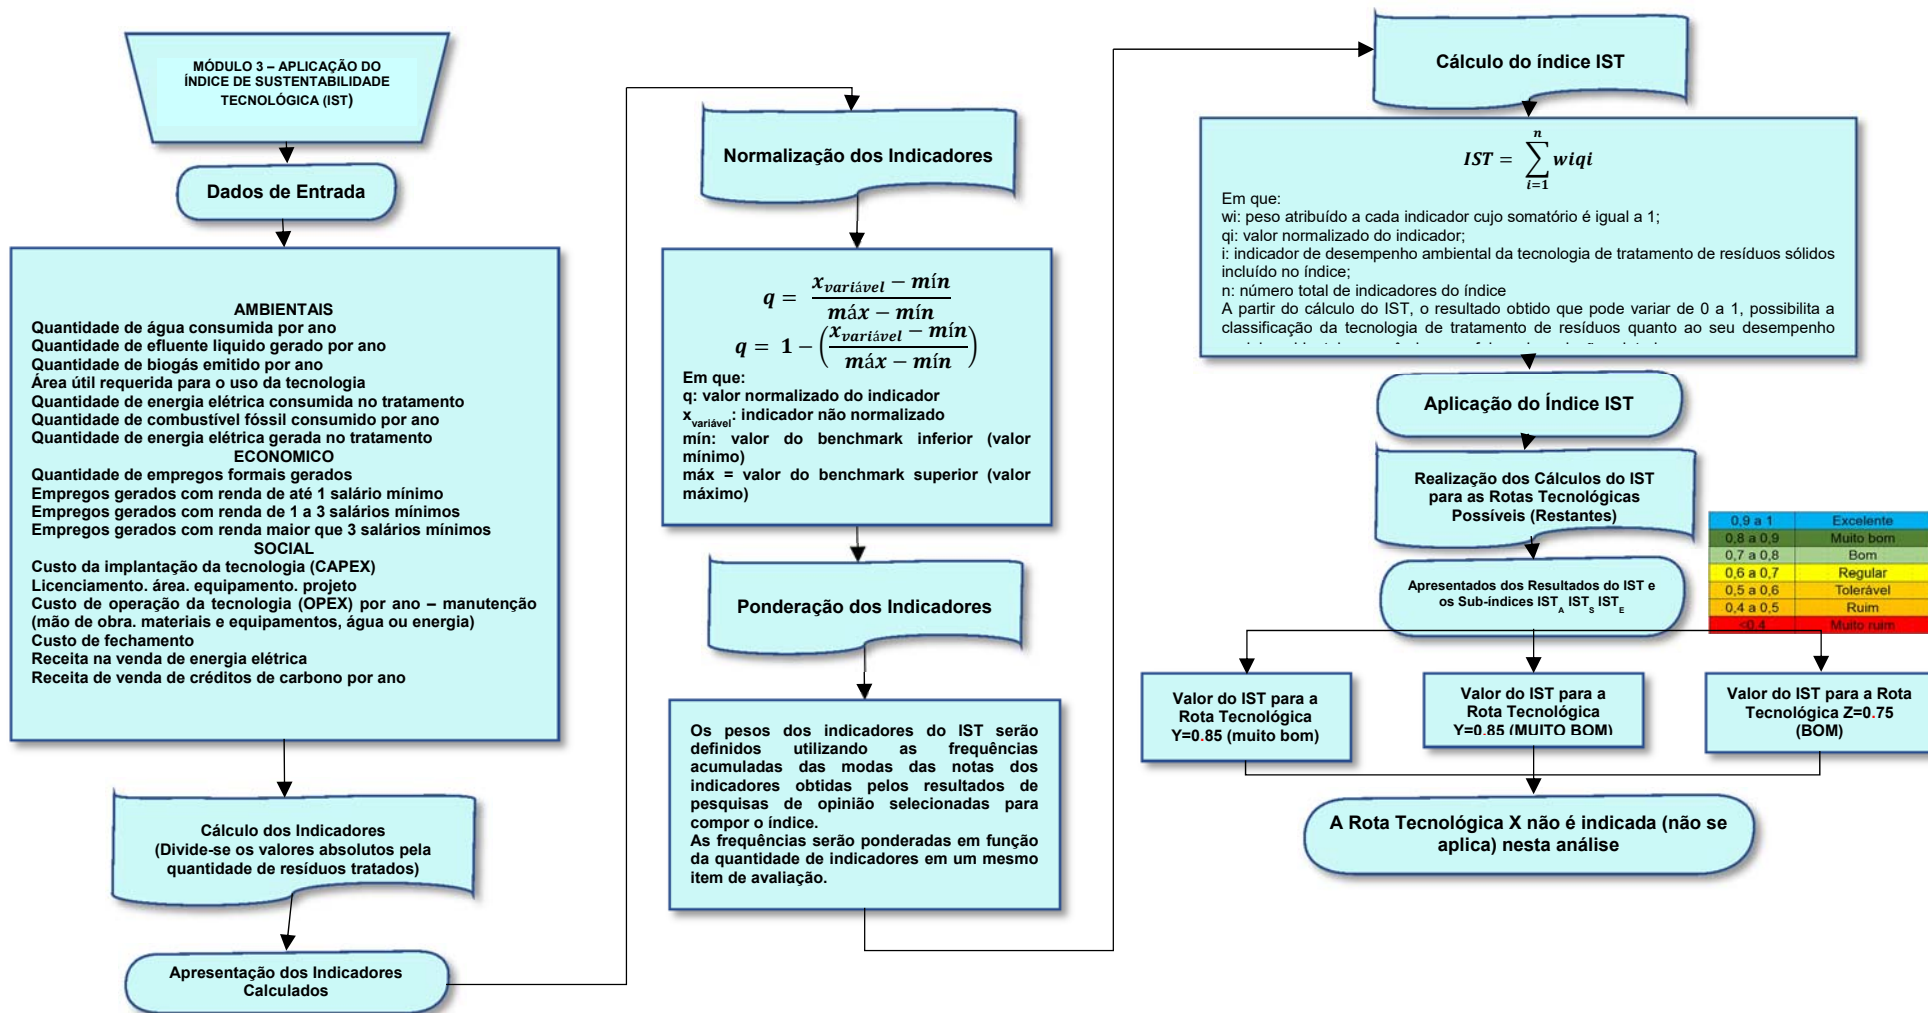 MÓDULO 3 – APLICAÇÃO DO
ÍNDICE DE SUSTENTABILIDADE
TECNOLÓGICA (IST)
Dados de Entrada
AMBIENTAIS
Quantidade de água consumida por ano
Quantidade de efluente liquido gerado por ano
Quantidade de biogás emitido por ano
Área útil requerida para o uso da tecnologia
Quantidade de energia elétrica consumida no tratamento
Quantidade de combustível fóssil consumido por ano
Quantidade de energia elétrica gerada no tratamento
ECONOMICO
Quantidade de empregos formais gerados
Empregos gerados com renda de até 1 salário mínimo
Empregos gerados com renda de 1 a 3 salários mínimos
Empregos gerados com renda maior que 3 salários mínimos
SOCIAL
Custo da implantação da tecnologia (CAPEX)
Licenciamento. área. equipamento. projeto
Custo de operação da tecnologia (OPEX) por ano – manutenção
(mão de obra. materiais e equipamentos, água ou energia)
Custo de fechamento
Receita na venda de energia elétrica
Receita de venda de créditos de carbono por ano
Cálculo dos Indicadores
(Divide-se os valores absolutos pela
quantidade de resíduos tratados)
Apresentação dos Indicadores
Calculados
Normalização dos Indicadores
q = (x_variável − mín) / (máx − mín)
q = 1 − ((x_variável − mín) / (máx − mín))
Em que:
q: valor normalizado do indicador
x_variável: indicador não normalizado
mín: valor do benchmark inferior (valor
mínimo)
máx = valor do benchmark superior (valor
máximo)
Ponderação dos Indicadores
Os pesos dos indicadores do IST serão
definidos utilizando as frequências
acumuladas das modas das notas dos
indicadores obtidas pelos resultados de
pesquisas de opinião selecionadas para
compor o índice.
As frequências serão ponderadas em função
da quantidade de indicadores em um mesmo
item de avaliação.
Cálculo do índice IST
IST = ∑_{i=1}^{n} wiqi
Em que:
wi: peso atribuído a cada indicador cujo somatório é igual a 1;
qi: valor normalizado do indicador;
i: indicador de desempenho ambiental da tecnologia de tratamento de resíduos sólidos
incluído no índice;
n: número total de indicadores do índice
A partir do cálculo do IST, o resultado obtido que pode variar de 0 a 1, possibilita a
classificação da tecnologia de tratamento de resíduos quanto ao seu desempenho
Aplicação do Índice IST
Realização dos Cálculos do IST
para as Rotas Tecnológicas
Possíveis (Restantes)
Apresentados dos Resultados do IST e
os Sub-índices IST_A IST_S IST_E
0,9 a 1 Excelente
0,8 a 0,9 Muito bom
0,7 a 0,8 Bom
0,6 a 0,7 Regular
0,5 a 0,6 Tolerável
0,4 a 0,5 Ruim
<0,4 Muito ruim
Valor do IST para a
Rota Tecnológica
Y=0.85 (muito bom)
Valor do IST para a
Rota Tecnológica
Y=0.85 (MUITO BOM)
Valor do IST para a Rota
Tecnológica Z=0.75
(BOM)
A Rota Tecnológica X não é indicada (não se
aplica) nesta análise